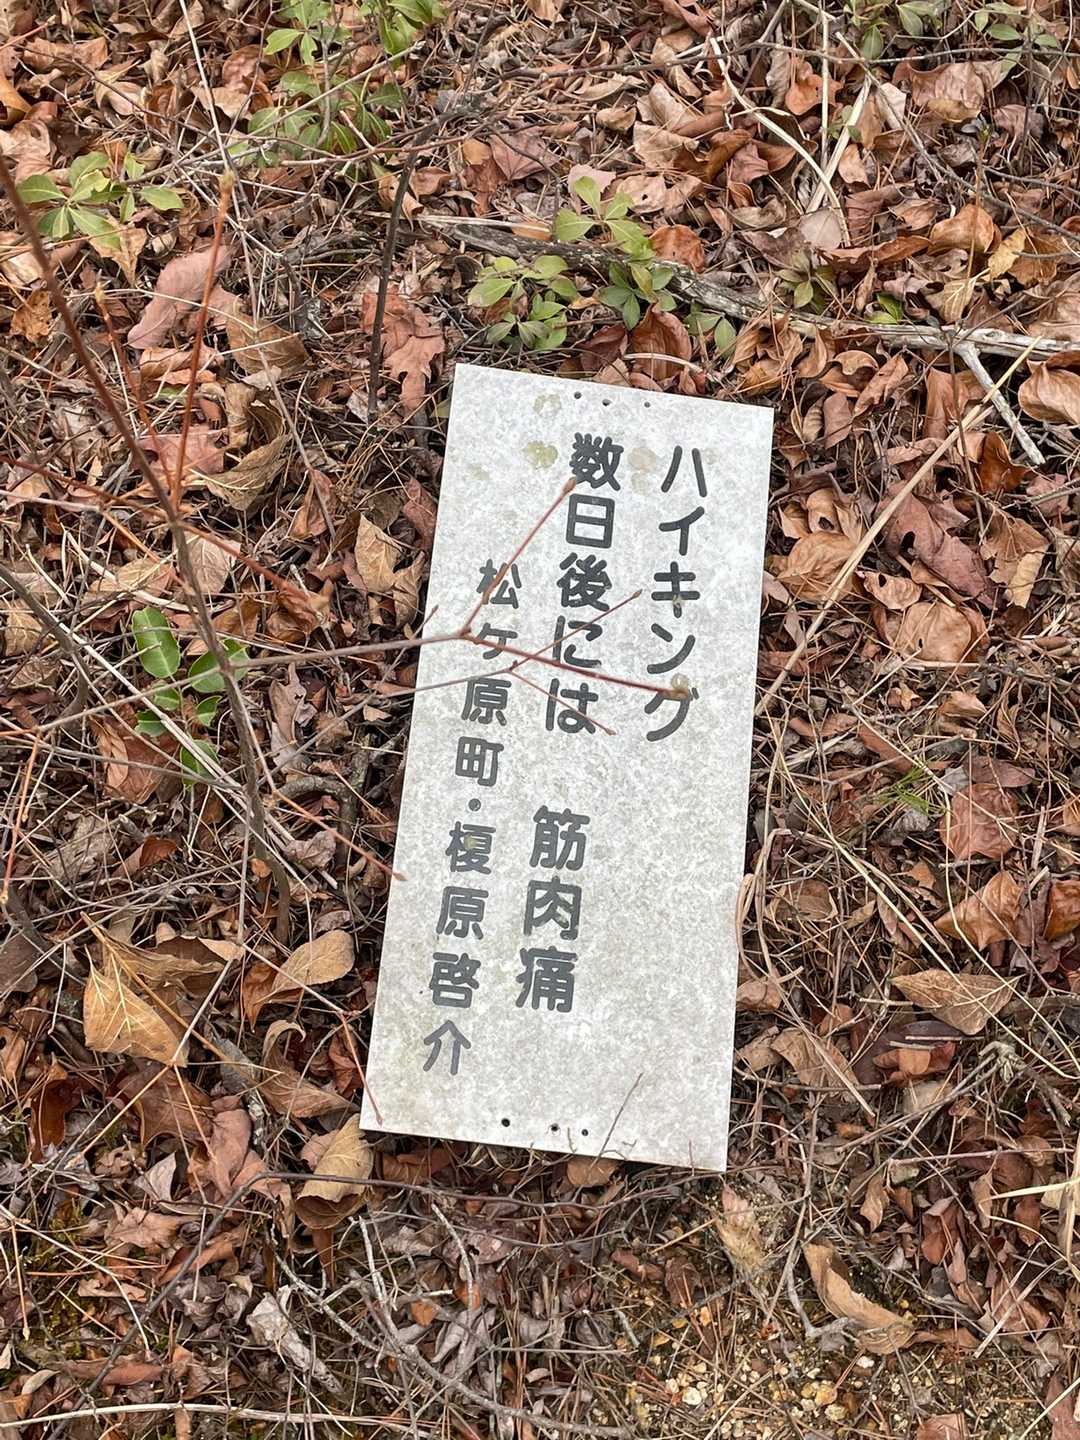 ハイキング
数日後には　筋肉痛
松ケ原町・榎原啓介